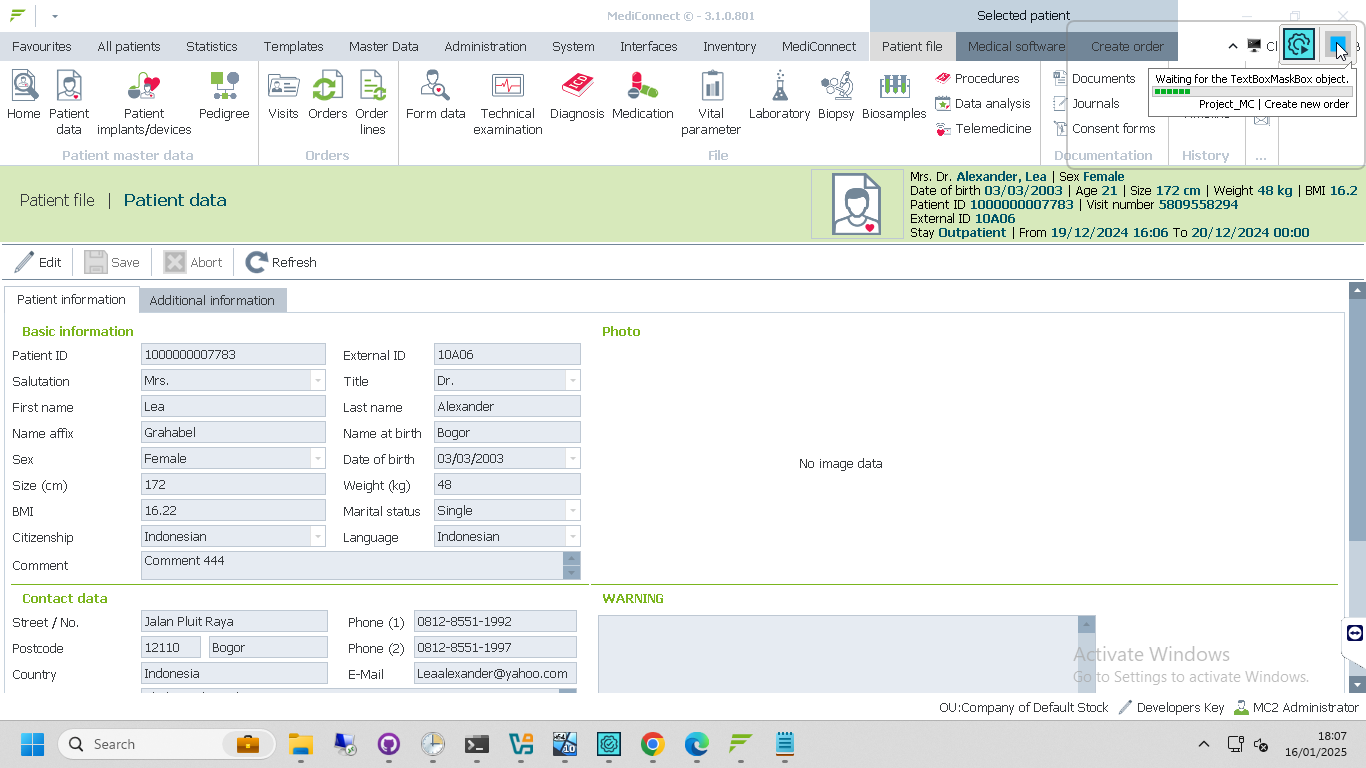 MediConnect © - 3.1.0.801
Selected patient
Favourites All patients Statistics Templates Master Data Administration System Interfaces Inventory MediConnect Patient file Medical software Create order
Waiting for the TextBoxMaskBox object.
Project_MC | Create new order
Home Patient data Patient implants/devices Pedigree Visits Orders Order lines Form data Technical examination Diagnosis Medication Vital parameter Laboratory Biopsy Biosamples
Procedures
Data analysis
Telemedicine
Documents
Journals
Consent forms
Patient master data Orders File Documentation History ...
Patient file | Patient data
Mrs. Dr. Alexander, Lea | Sex Female
Date of birth 03/03/2003 | Age 21 | Size 172 cm | Weight 48 kg | BMI 16.2
Patient ID 1000000007783 | Visit number 5809558294
External ID 10A06
Stay Outpatient | From 19/12/2024 16:06 To 20/12/2024 00:00
Edit Save Abort Refresh
Patient information Additional information
Basic information Photo
Patient ID 1000000007783 External ID 10A06
Salutation Mrs. Title Dr.
First name Lea Last name Alexander
Name affix Grahabel Name at birth Bogor
Sex Female Date of birth 03/03/2003
No image data
Size (cm) 172 Weight (kg) 48
BMI 16.22 Marital status Single
Citizenship Indonesian Language Indonesian
Comment Comment 444
Contact data WARNING
Street / No. Jalan Pluit Raya Phone (1) 0812-8551-1992
Postcode 12110 Bogor Phone (2) 0812-8551-1997
Country Indonesia E-Mail Leaalexander@yahoo.com
Activate Windows
Go to Settings to activate Windows.
OU:Company of Default Stock Developers Key MC2 Administrator
Search
18:07
16/01/2025